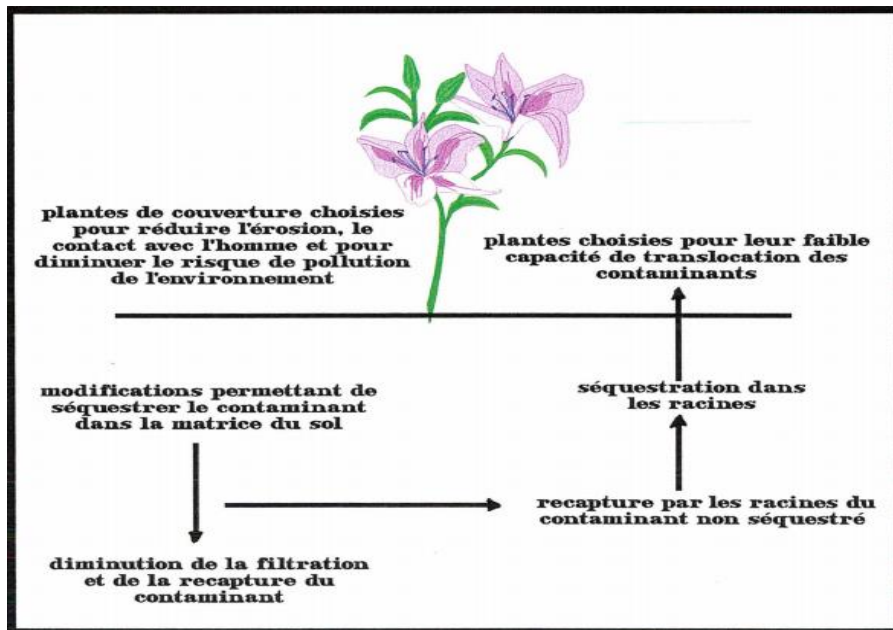 plantes de couverture choisies
pour réduire l'érosion, le
contact avec l'homme et pour
diminuer le risque de pollution
de l'environnement
plantes choisies pour leur faible
capacité de translocation des
contaminants
modifications permettant de
séquestrer le contaminant
dans la matrice du sol
séquestration dans
les racines
recapture par les racines du
contaminant non séquestré
diminution de la filtration
et de la recapture du
contaminant